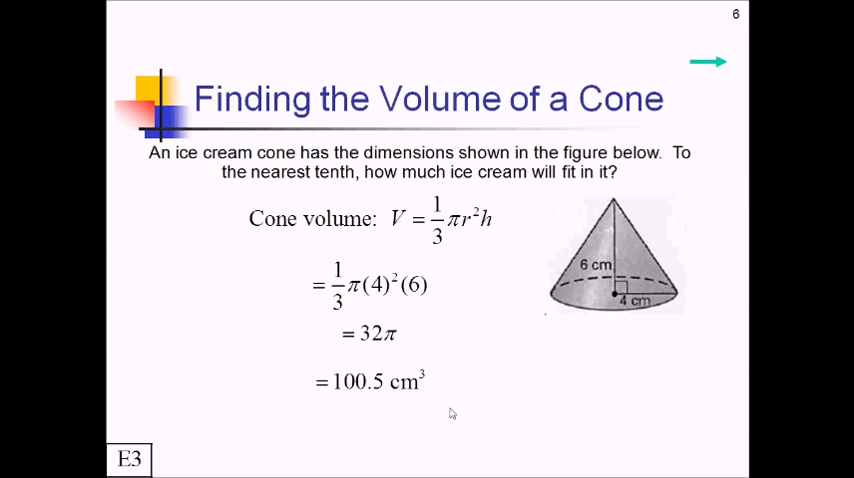 6
Finding the Volume of a Cone
An ice cream cone has the dimensions shown in the figure below. To
the nearest tenth, how much ice cream will fit in it?
Cone volume: V = 1/3 πr²h
= 1/3 π(4)²(6)
= 32π
= 100.5 cm³
6 cm
4 cm
E3